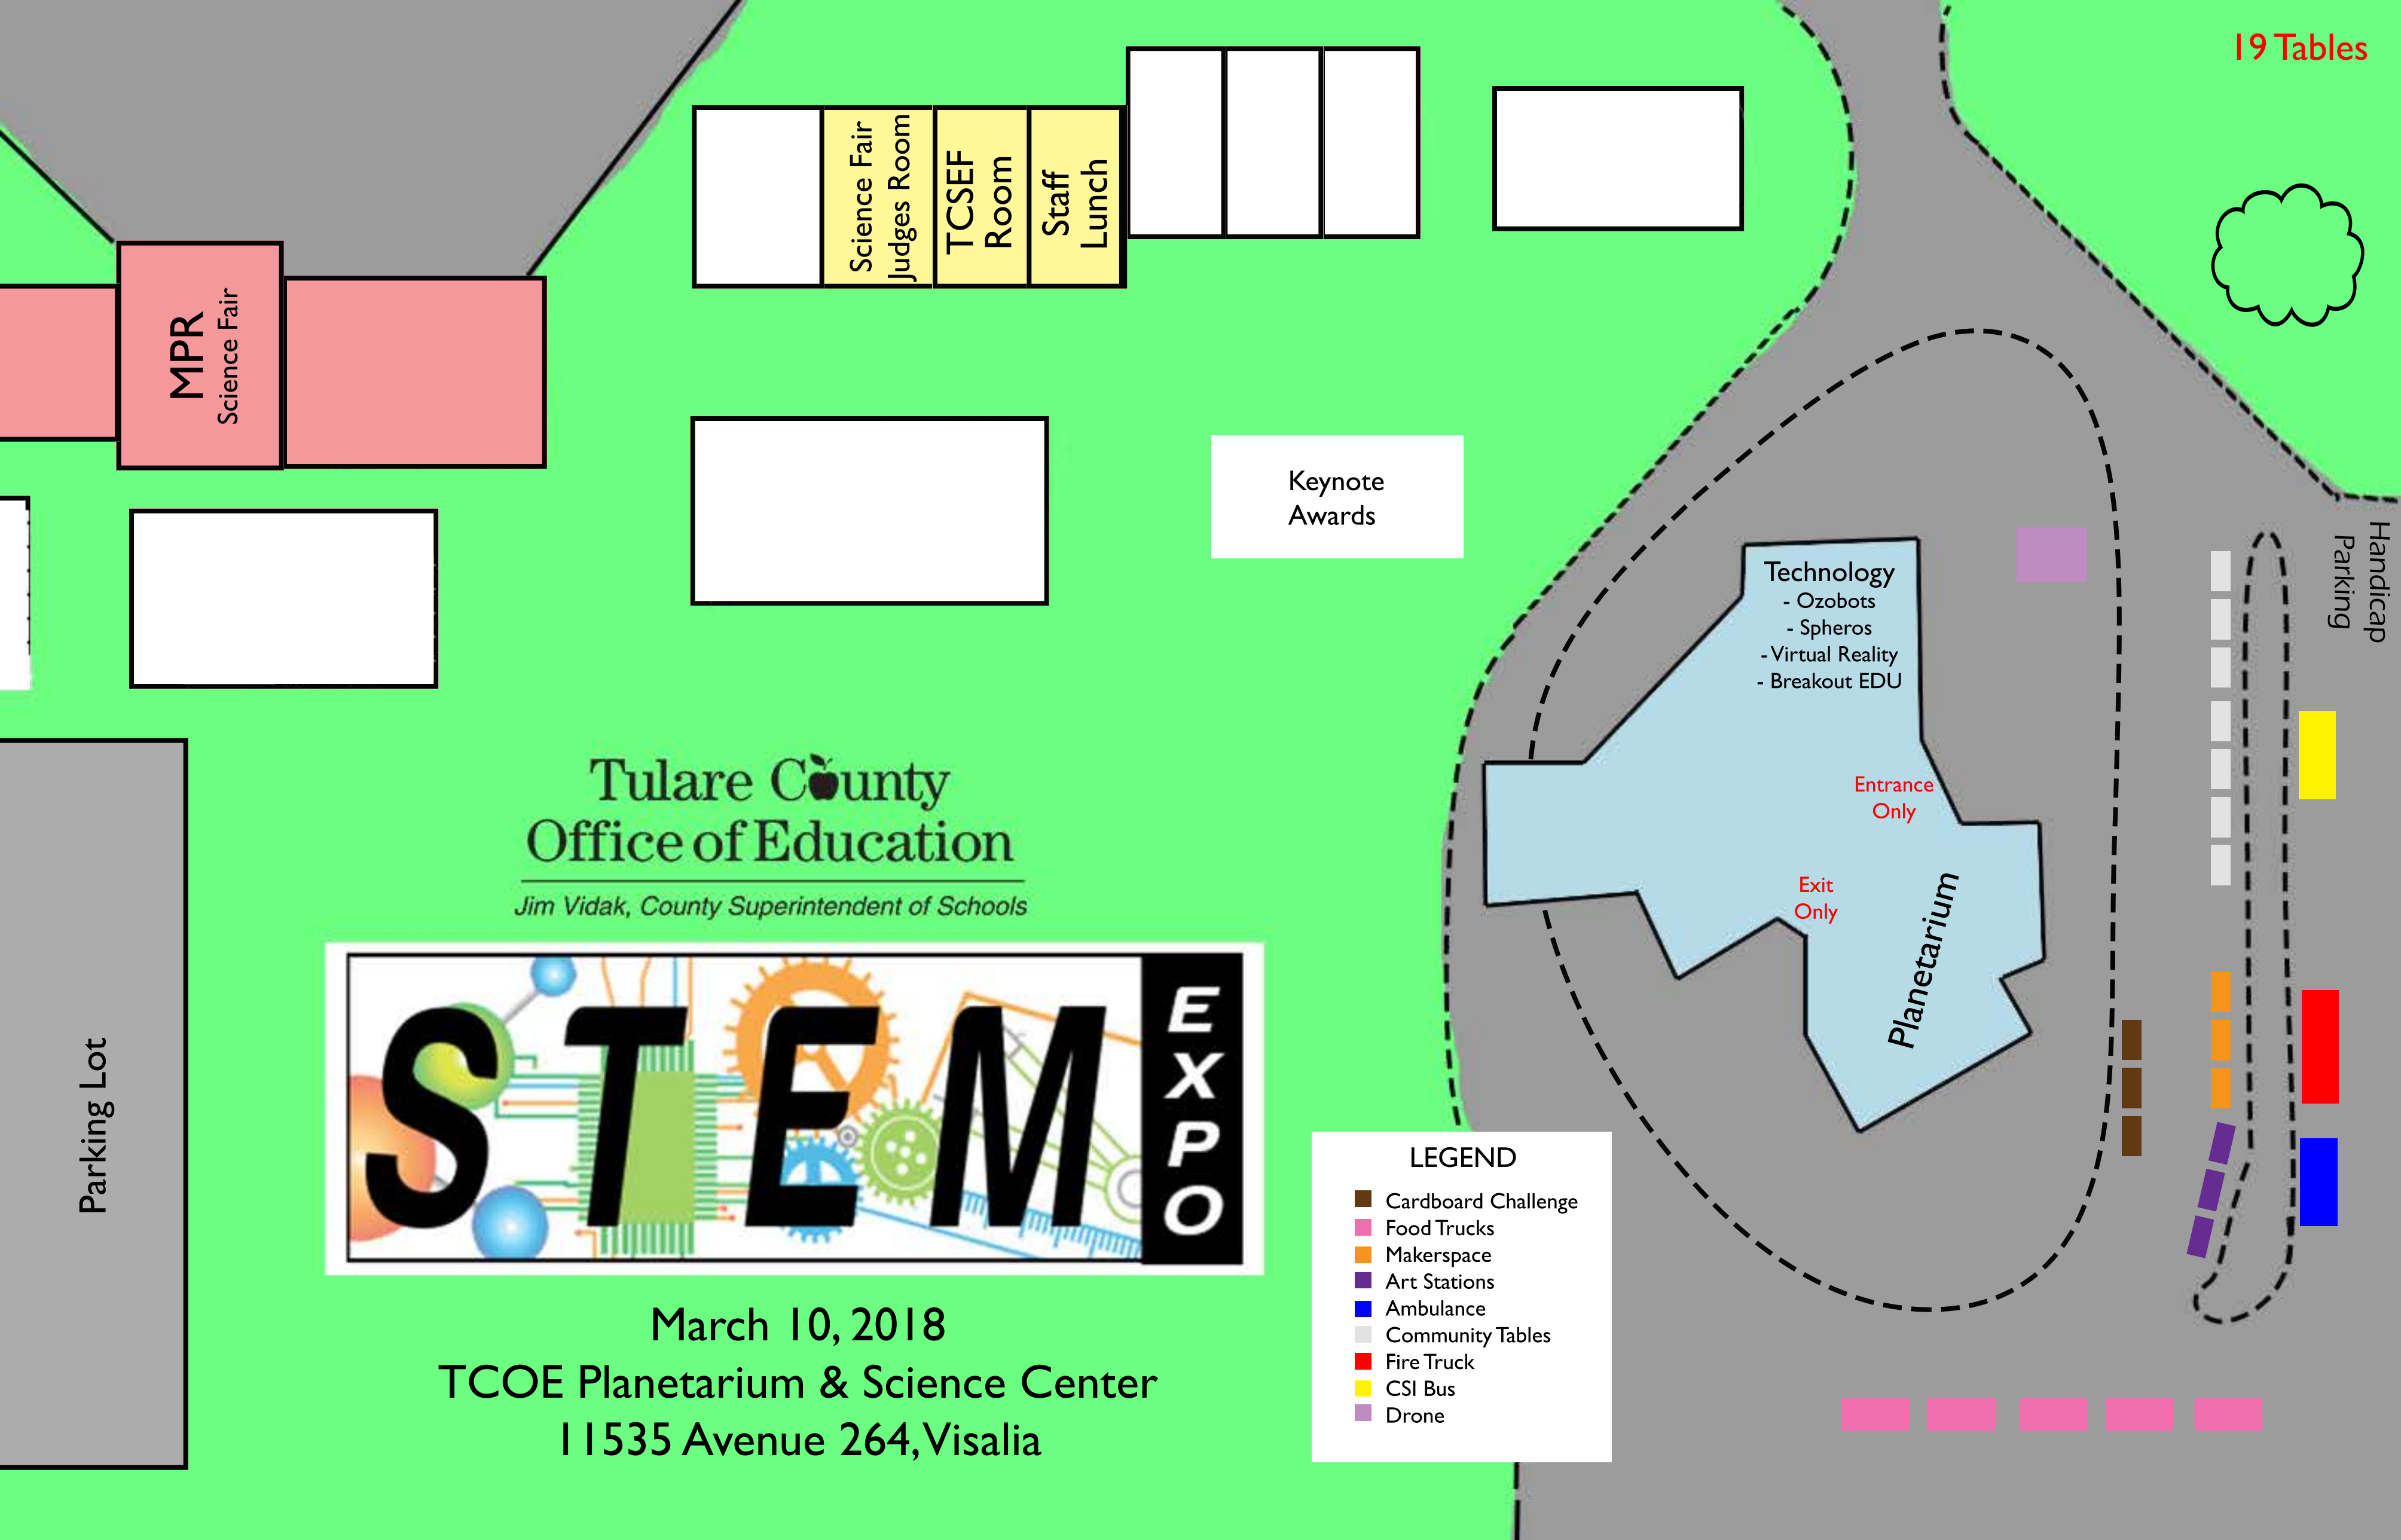 19 Tables
Science Fair
Judges Room
TCSEF
Room
Staff
Lunch
MPR
Science Fair
Keynote
Awards
Handicap
Parking
Technology
- Ozobots
- Spheros
- Virtual Reality
- Breakout EDU
Entrance
Only
Exit
Only
Planetarium
Tulare County
Office of Education
Jim Vidak, County Superintendent of Schools
STEM
EXPO
Parking Lot
March 10, 2018
TCOE Planetarium & Science Center
11535 Avenue 264, Visalia
LEGEND
Cardboard Challenge
Food Trucks
Makerspace
Art Stations
Ambulance
Community Tables
Fire Truck
CSI Bus
Drone